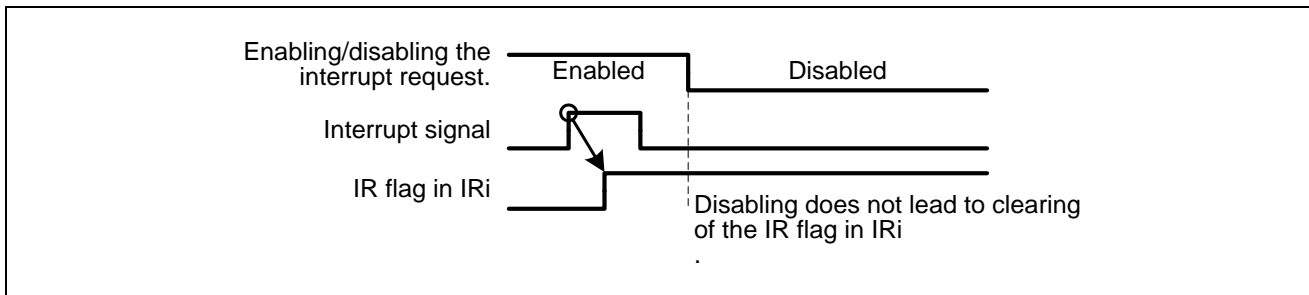 Enabling/disabling the
interrupt request.
Enabled
Disabled
Interrupt signal
IR flag in IRi
Disabling does not lead to clearing
of the IR flag in IRi
.